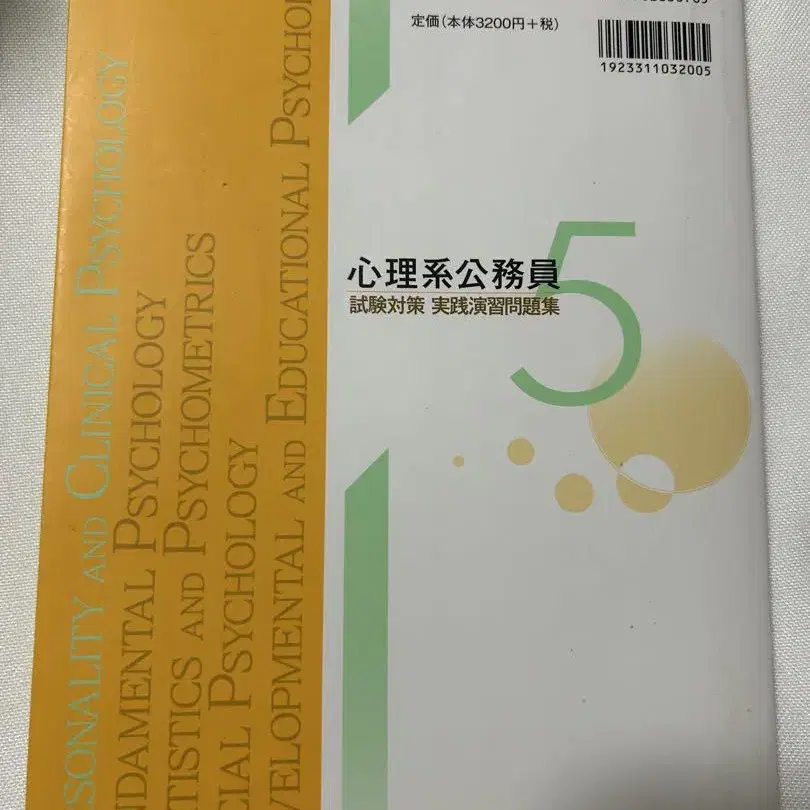 定価(本体3200円+税)
1923311032005
5
心理系公務員
試験対策 実践演習問題集
SONALITY AND CLINICAL PSYCHOLOGY
NDAMENTAL PSYCHOLOGY
TISTICS AND PSYCHOMETRICS
CIAL PSYCHOLOGY
VELOPMENTAL AND EDUCATIONAL PSYCHO